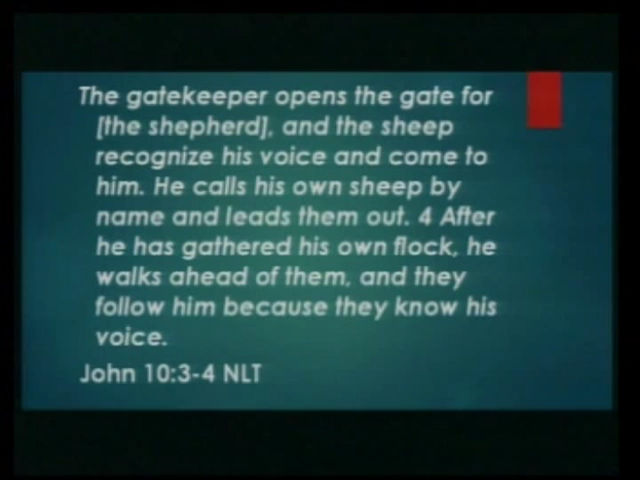 The gatekeeper opens the gate for
[the shepherd], and the sheep
recognize his voice and come to
him. He calls his own sheep by
name and leads them out. 4 After
he has gathered his own flock, he
walks ahead of them, and they
follow him because they know his
voice.
John 10:3-4 NLT